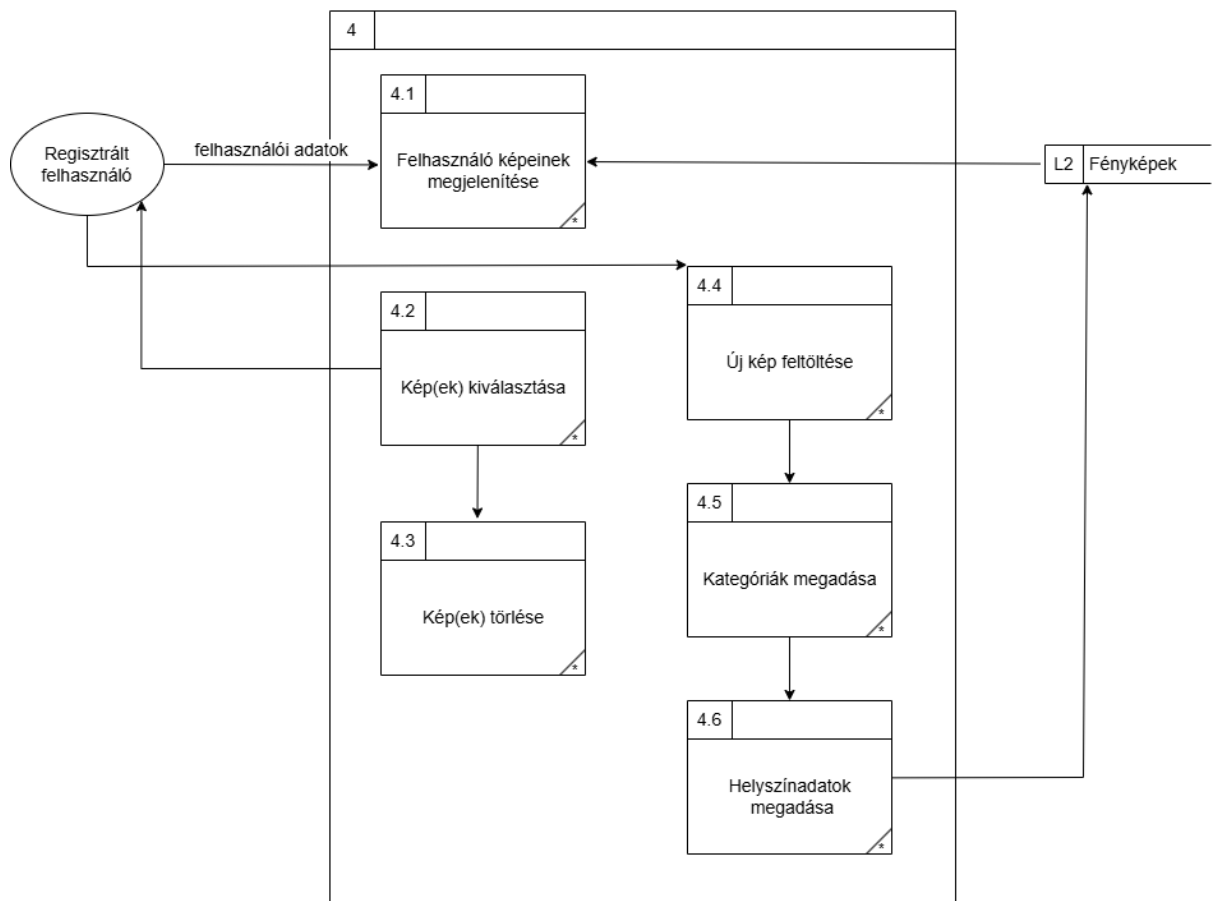 4
4.1
Felhasználó képeinek
megjelenítése
*
Regisztrált
felhasználó
felhasználói adatok
L2
Fényképek
4.2
Kép(ek) kiválasztása
*
4.3
Kép(ek) törlése
*
4.4
Új kép feltöltése
*
4.5
Kategóriák megadása
*
4.6
Helyszínadatok
megadása
*